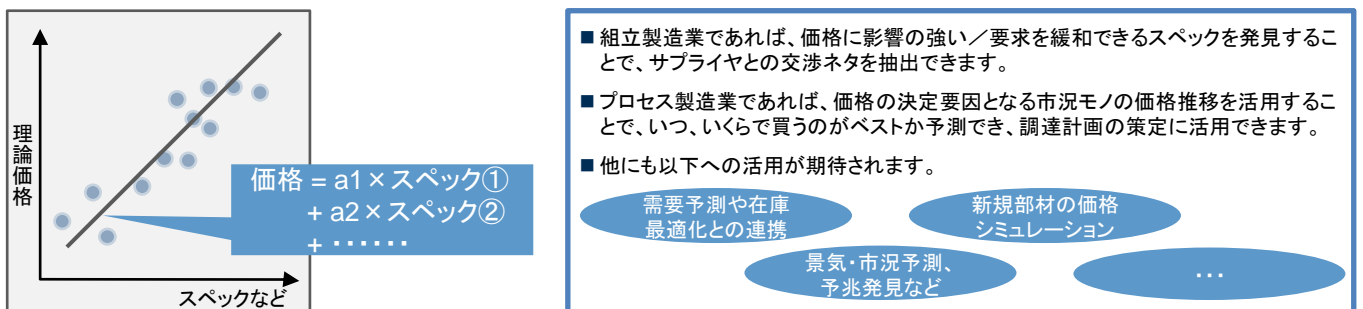 理論価格
価格 = a1×スペック①
+ a2×スペック②
+ ・・・・・・
スペックなど
■ 組立製造業であれば、価格に影響の強い／要求を緩和できるスペックを発見するこ
とで、サプライヤとの交渉ネタを抽出できます。
■ プロセス製造業であれば、価格の決定要因となる市況モノの価格推移を活用するこ
とで、いつ、いくらで買うのがベストか予測でき、調達計画の策定に活用できます。
■ 他にも以下への活用が期待されます。
需要予測や在庫
最適化との連携
新規部材の価格
シミュレーション
景気・市況予測、
予兆発見など
・・・